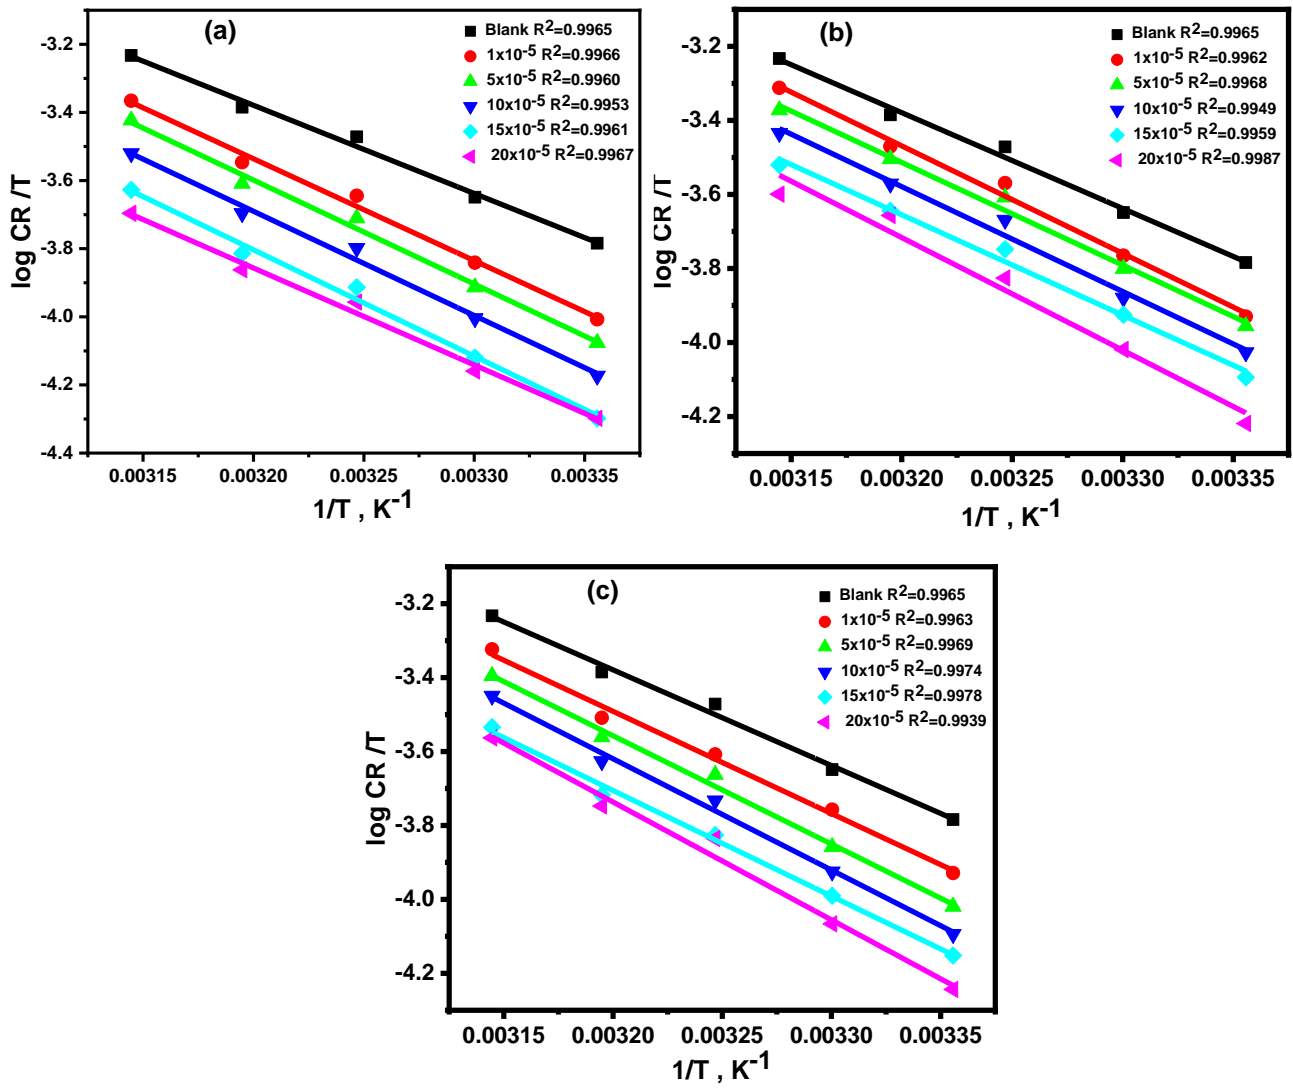 (a)
Blank R²=0.9965
1x10⁻⁵ R²=0.9966
5x10⁻⁵ R²=0.9960
10x10⁻⁵ R²=0.9953
15x10⁻⁵ R²=0.9961
20x10⁻⁵ R²=0.9967
log CR /T
-3.2
-3.4
-3.6
-3.8
-4.0
-4.2
-4.4
0.00315 0.00320 0.00325 0.00330 0.00335
1/T , K⁻¹
(b)
Blank R²=0.9965
1x10⁻⁵ R²=0.9962
5x10⁻⁵ R²=0.9968
10x10⁻⁵ R²=0.9949
15x10⁻⁵ R²=0.9959
20x10⁻⁵ R²=0.9987
log CR /T
-3.2
-3.4
-3.6
-3.8
-4.0
-4.2
0.00315 0.00320 0.00325 0.00330 0.00335
1/T , K⁻¹
(c)
Blank R²=0.9965
1x10⁻⁵ R²=0.9963
5x10⁻⁵ R²=0.9969
10x10⁻⁵ R²=0.9974
15x10⁻⁵ R²=0.9978
20x10⁻⁵ R²=0.9939
log CR /T
-3.2
-3.4
-3.6
-3.8
-4.0
-4.2
0.00315 0.00320 0.00325 0.00330 0.00335
1/T , K⁻¹